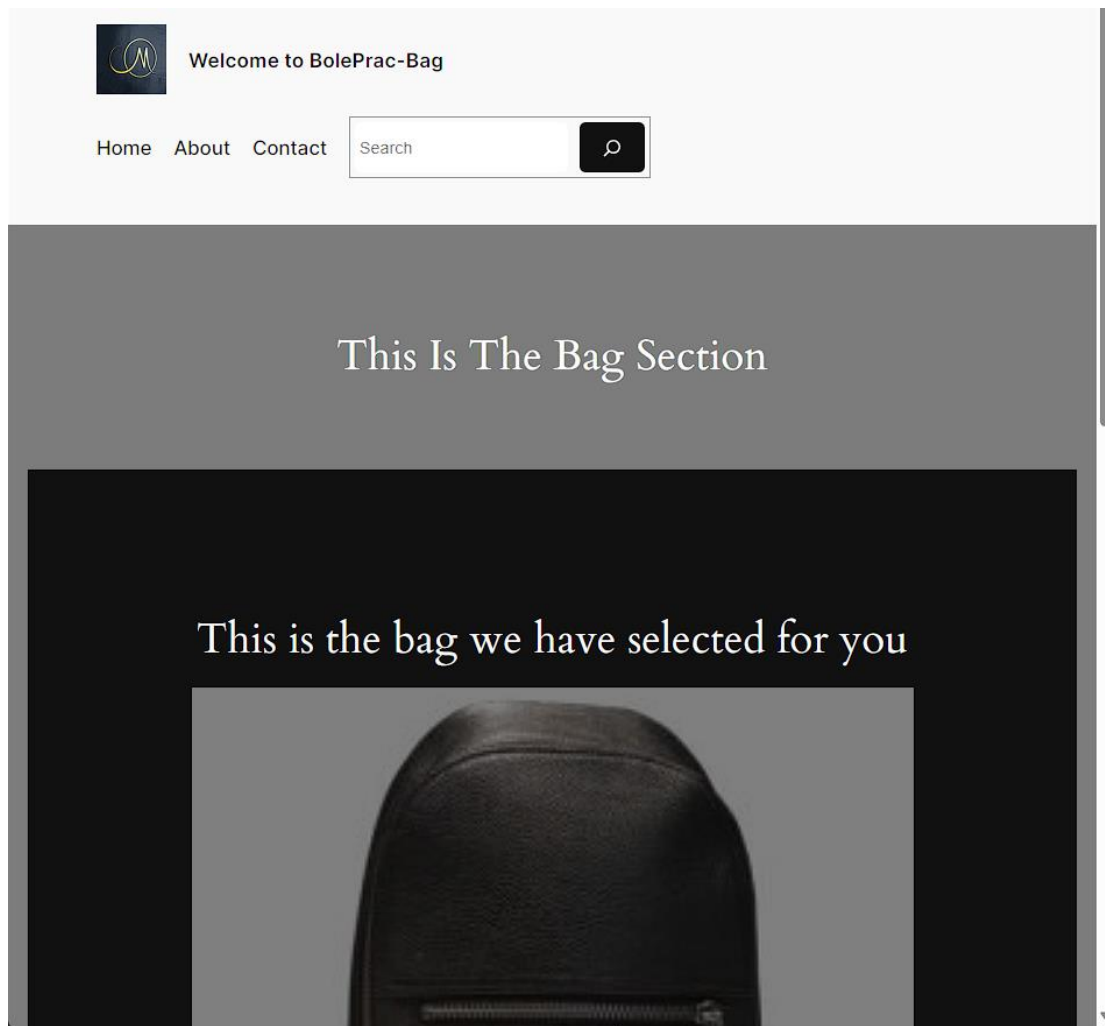 M
Welcome to BolePrac-Bag
Home About Contact Search
This Is The Bag Section
This is the bag we have selected for you